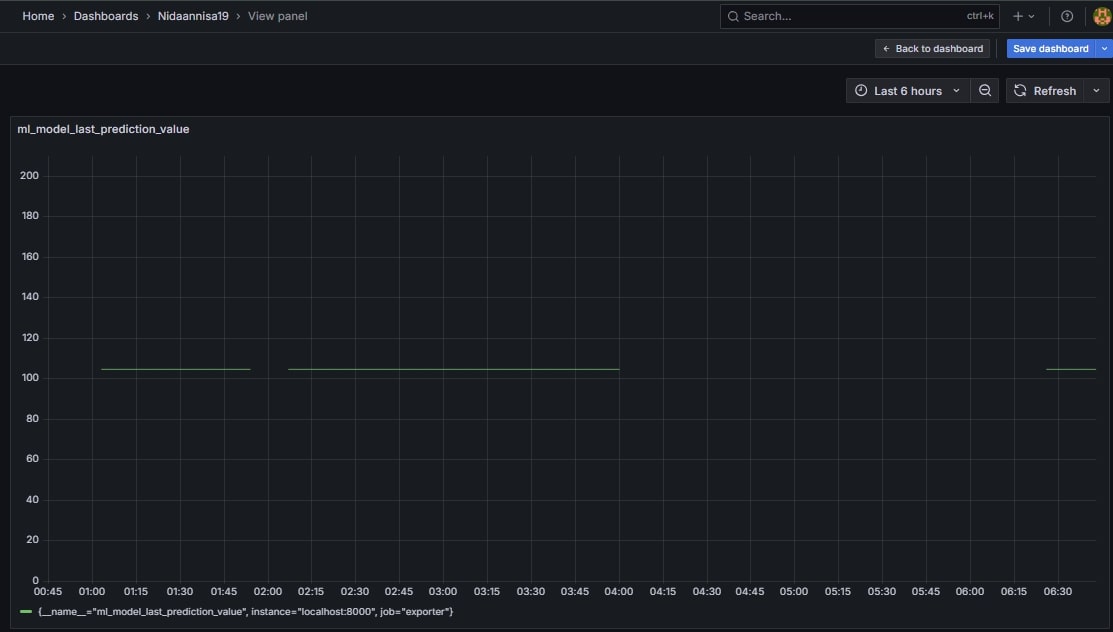 Home › Dashboards › Nidaannisa19 › View panel
Search... ctrl+k
← Back to dashboard
Save dashboard
Last 6 hours
Refresh
ml_model_last_prediction_value
200
180
160
140
120
100
80
60
40
20
0
00:45 01:00 01:15 01:30 01:45 02:00 02:15 02:30 02:45 03:00 03:15 03:30 03:45 04:00 04:15 04:30 04:45 05:00 05:15 05:30 05:45 06:00 06:15 06:30
{__name__="ml_model_last_prediction_value", instance="localhost:8000", job="exporter"}